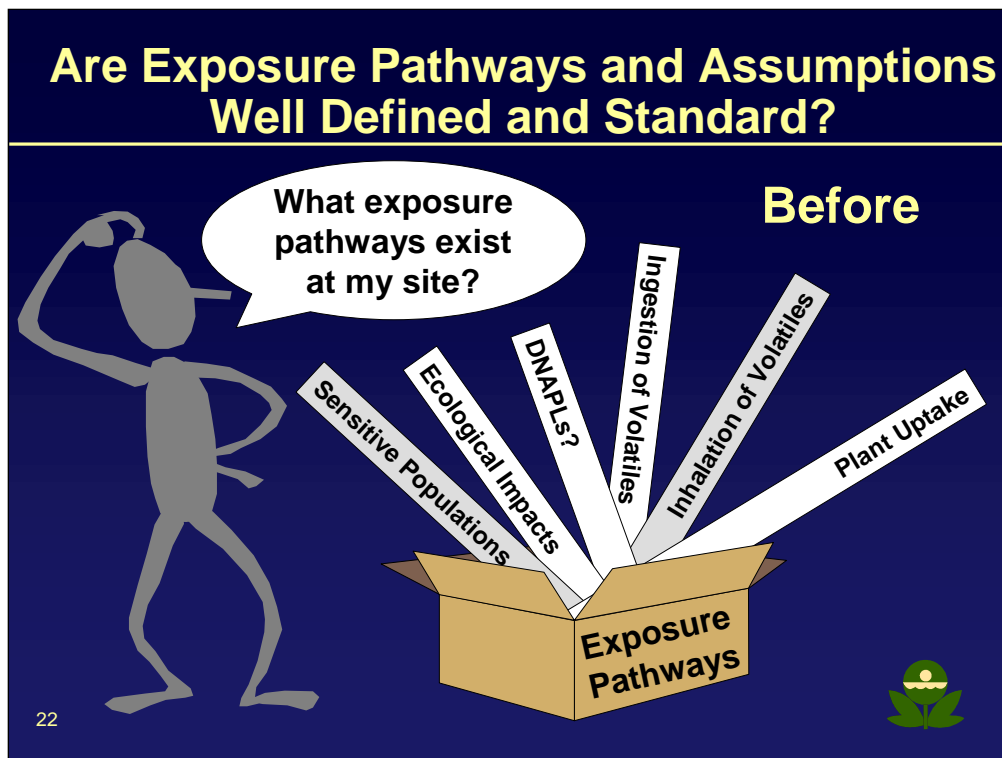 Are Exposure Pathways and Assumptions
Well Defined and Standard?
Before
What exposure
pathways exist
at my site?
Sensitive Populations
Ecological Impacts
DNAPLs?
Ingestion of Volatiles
Inhalation of Volatiles
Plant Uptake
Exposure
Pathways
22